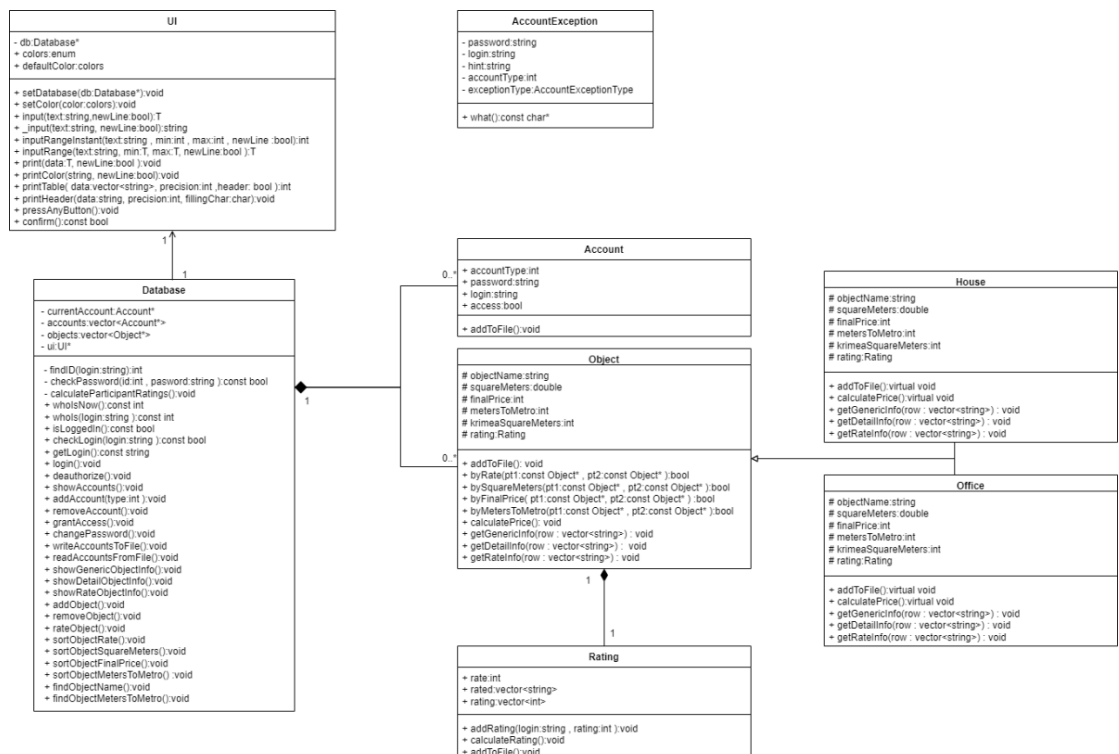 UI
- db:Database*
+ colors:enum
+ defaultColor:colors
+ setDatabase(db:Database*):void
+ setColor(color:colors):void
+ input(text:string,newLine:bool):T
+ _input(text:string, newLine:bool):string
+ inputRangeInstant(text:string , min:int , max:int , newLine :bool):int
+ inputRange(text:string, min:T, max:T, newLine:bool ):T
+ print(data:T, newLine:bool ):void
+ printColor(string, newLine:bool):void
+ printTable( data:vector<string>, precision:int ,header: bool ):int
+ printHeader(data:string, precision:int, fillingChar:char):void
+ pressAnyButton():void
+ confirm():const bool
1
1
AccountException
- password:string
- login:string
- hint:string
- accountType:int
- exceptionType:AccountExceptionType
+ what():const char*
Database
- currentAccount:Account*
- accounts:vector<Account*>
- objects:vector<Object*>
- ui:UI*
- findID(login:string):int
- checkPassword(id:int , pasword:string ):const bool
- calculateParticipantRatings():void
+ whoIsNow():const int
+ whoIs(login:string ):const int
+ isLoggedIn():const bool
+ checkLogin(login:string ):const bool
+ getLogin():const string
+ login():void
+ deauthorize():void
+ showAccounts():void
+ addAccount(type:int ):void
+ removeAccount():void
+ grantAccess():void
+ changePassword():void
+ writeAccountsToFile():void
+ readAccountsFromFile():void
+ showGenericObjectInfo():void
+ showDetailObjectInfo():void
+ showRateObjectInfo():void
+ addObject():void
+ removeObject():void
+ rateObject():void
+ sortObjectRate():void
+ sortObjectSquareMeters():void
+ sortObjectFinalPrice():void
+ sortObjectMetersToMetro() :void
+ findObjectName():void
+ findObjectMetersToMetro():void
1
0..*
0..*
Account
+ accountType:int
+ password:string
+ login:string
+ access:bool
+ addToFile():void
Object
# objectName:string
# squareMeters:double
# finalPrice:int
# metersToMetro:int
# krimeaSquareMeters:int
# rating:Rating
+ addToFile(): void
+ byRate(pt1:const Object* , pt2:const Object* ):bool
+ bySquareMeters(pt1:const Object* , pt2:const Object* ):bool
+ byFinalPrice( pt1:const Object*, pt2:const Object* ) :bool
+ byMetersToMetro(pt1:const Object* , pt2:const Object* ):bool
+ calculatePrice(): void
+ getGenericInfo(row : vector<string>) : void
+ getDetailInfo(row : vector<string>) : void
+ getRateInfo(row : vector<string>) : void
1
1
Rating
+ rate:int
+ rated:vector<string>
+ rating:vector<int>
+ addRating(login:string , rating:int ):void
+ calculateRating():void
+ addToFile():void
House
# objectName:string
# squareMeters:double
# finalPrice:int
# metersToMetro:int
# krimeaSquareMeters:int
# rating:Rating
+ addToFile():virtual void
+ calculatePrice():virtual void
+ getGenericInfo(row : vector<string>) : void
+ getDetailInfo(row : vector<string>) : void
+ getRateInfo(row : vector<string>) : void
Office
# objectName:string
# squareMeters:double
# finalPrice:int
# metersToMetro:int
# krimeaSquareMeters:int
# rating:Rating
+ addToFile():virtual void
+ calculatePrice():virtual void
+ getGenericInfo(row : vector<string>) : void
+ getDetailInfo(row : vector<string>) : void
+ getRateInfo(row : vector<string>) : void